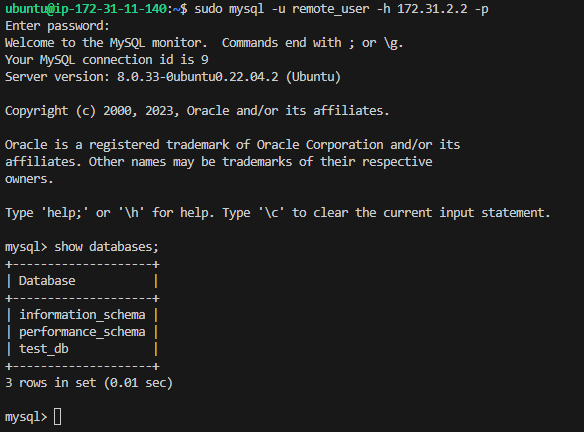 ubuntu@ip-172-31-11-140:~$ sudo mysql -u remote_user -h 172.31.2.2 -p
Enter password:
Welcome to the MySQL monitor.  Commands end with ; or \g.
Your MySQL connection id is 9
Server version: 8.0.33-0ubuntu0.22.04.2 (Ubuntu)

Copyright (c) 2000, 2023, Oracle and/or its affiliates.

Oracle is a registered trademark of Oracle Corporation and/or its
affiliates. Other names may be trademarks of their respective
owners.

Type 'help;' or '\h' for help. Type '\c' to clear the current input statement.

mysql> show databases;
+--------------------+
| Database           |
+--------------------+
| information_schema |
| performance_schema |
| test_db            |
+--------------------+
3 rows in set (0.01 sec)

mysql>